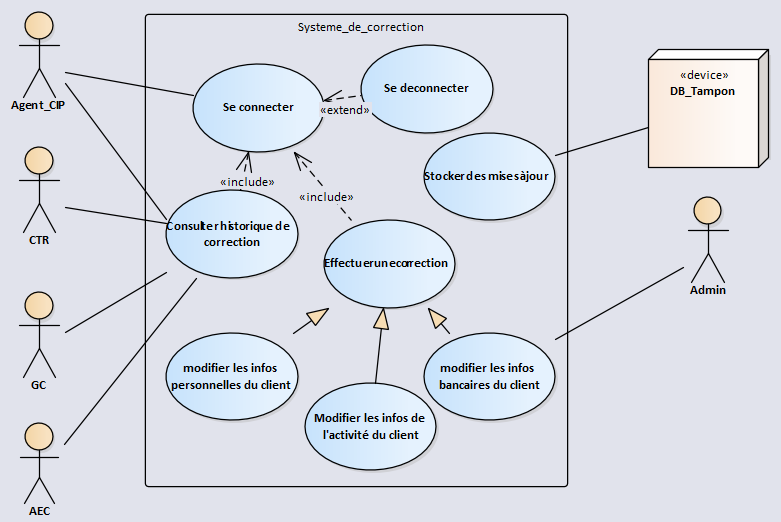 Systeme_de_correction
Se connecter
Se deconnecter
«extend»
«device»
DB_Tampon
Agent_CIP
Stocker des mises à jour
«include»
«include»
CTR
Consulter historique de
correction
Effectuer une correction
Admin
GC
modifier les infos
personnelles du client
modifier les infos
bancaires du client
Modifier les infos de
l'activité du client
AEC